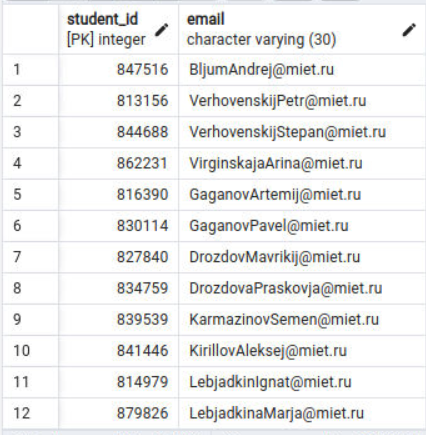 student_id email
[PK] integer character varying (30)
1 847516 BljumAndrej@miet.ru
2 813156 VerhovenskijPetr@miet.ru
3 844688 VerhovenskijStepan@miet.ru
4 862231 VirginskajaArina@miet.ru
5 816390 GaganovArtemij@miet.ru
6 830114 GaganovPavel@miet.ru
7 827840 DrozdovMavrikij@miet.ru
8 834759 DrozdovaPraskovja@miet.ru
9 839539 KarmazinovSemen@miet.ru
10 841446 KirillovAleksej@miet.ru
11 814979 LebjadkinIgnat@miet.ru
12 879826 LebjadkinaMarja@miet.ru